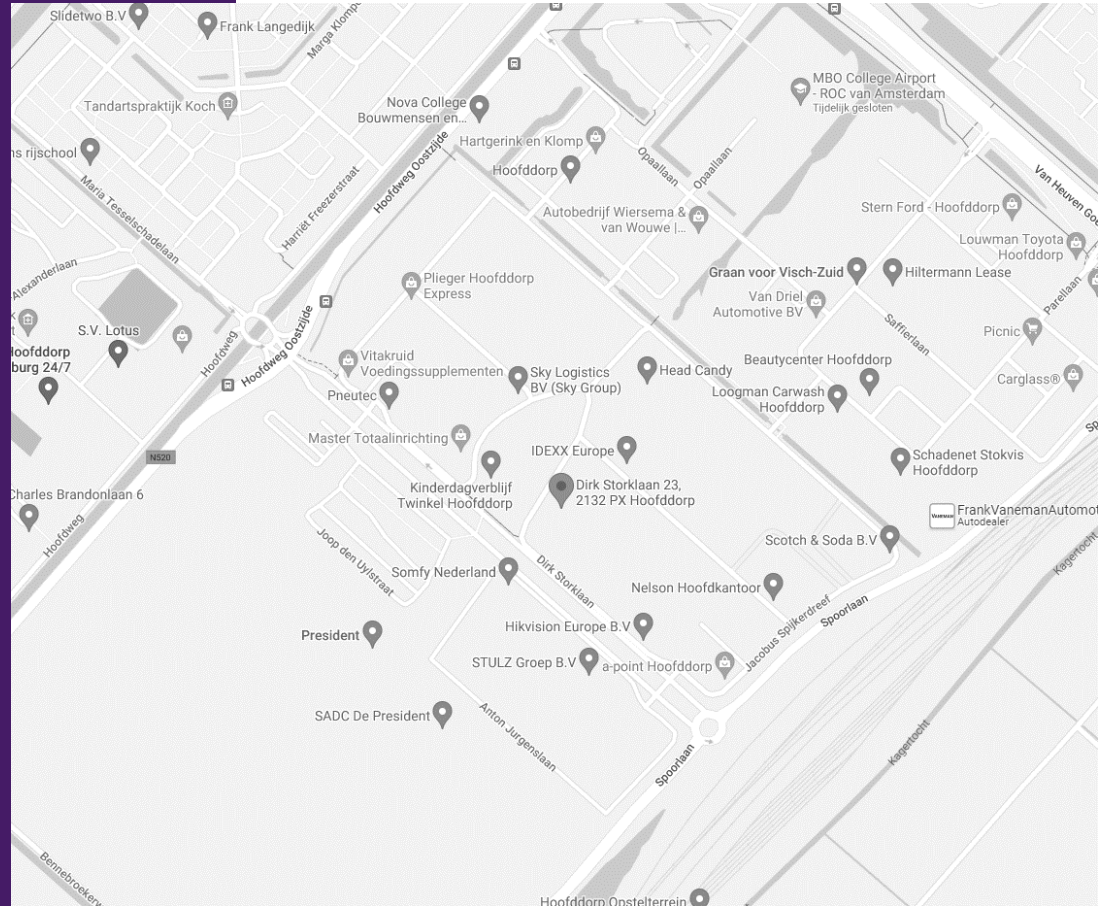 Slidetwo B.V
Frank Langedijk
Marga Klompé
Tandartspraktijk Koch
Nova College
Bouwmensen en...
MBO College Airport
- ROC van Amsterdam
Tijdelijk gesloten
Hartgerink en Klomp
Hoofddorp
Opaallaan
Opaallaan
ns rijschool
Maria Tesselschadelaan
Harriët Freezerstraat
Hoofdweg Oostzijde
Van Heuven Goe
Stern Ford - Hoofddorp
Autobedrijf Wiersema &
van Wouwe |...
Louwman Toyota
Hoofddorp
Alexanderlaan
Plieger Hoofddorp
Express
Graan voor Visch-Zuid
Hiltermann Lease
Van Driel
Automotive BV
Parellaan
Saffierlaan
Picnic
S.V. Lotus
Hoofdweg
Hoofdweg Oostzijde
Hoofddorp
burg 24/7
Vitakruid
Voedingssupplementen
Sky Logistics
BV (Sky Group)
Head Candy
Beautycenter Hoofddorp
Carglass®
Pneutec
Loogman Carwash
Hoofddorp
Master Totaalinrichting
IDEXX Europe
Sp
N520
Schadenet Stokvis
Hoofddorp
Kinderdagverblijf
Twinkel Hoofddorp
Dirk Storklaan 23,
2132 PX Hoofddorp
Charles Brandonlaan 6
Vaneman
FrankVanemanAutomot
Autodealer
Hoofdweg
Joop den Uylstraat
Scotch & Soda B.V
Kagertocht
Somfy Nederland
Dirk Storklaan
Nelson Hoofdkantoor
Jacobus Spijkerdreef
Spoorlaan
President
Hikvision Europe B.V
STULZ Groep B.V
a-point Hoofddorp
SADC De President
Anton Jurgenslaan
Spoorlaan
Kagertocht
Bennebroekerw
Hoofddorp Opstelterrein